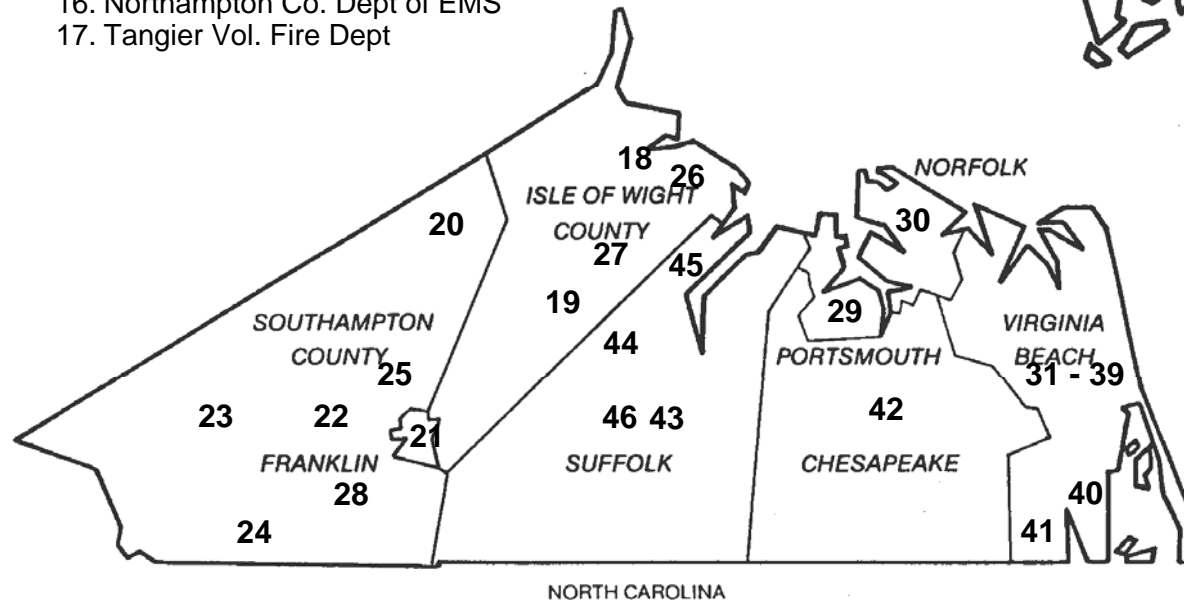 16. Northampton Co. Dept of EMS
17. Tangier Vol. Fire Dept
18
26
NORFOLK
ISLE OF WIGHT
COUNTY
20
30
27
45
19
29
SOUTHAMPTON
COUNTY
44
VIRGINIA
BEACH
PORTSMOUTH
25
31 - 39
23
22
21
46
43
42
FRANKLIN
SUFFOLK
CHESAPEAKE
28
40
24
41
NORTH CAROLINA